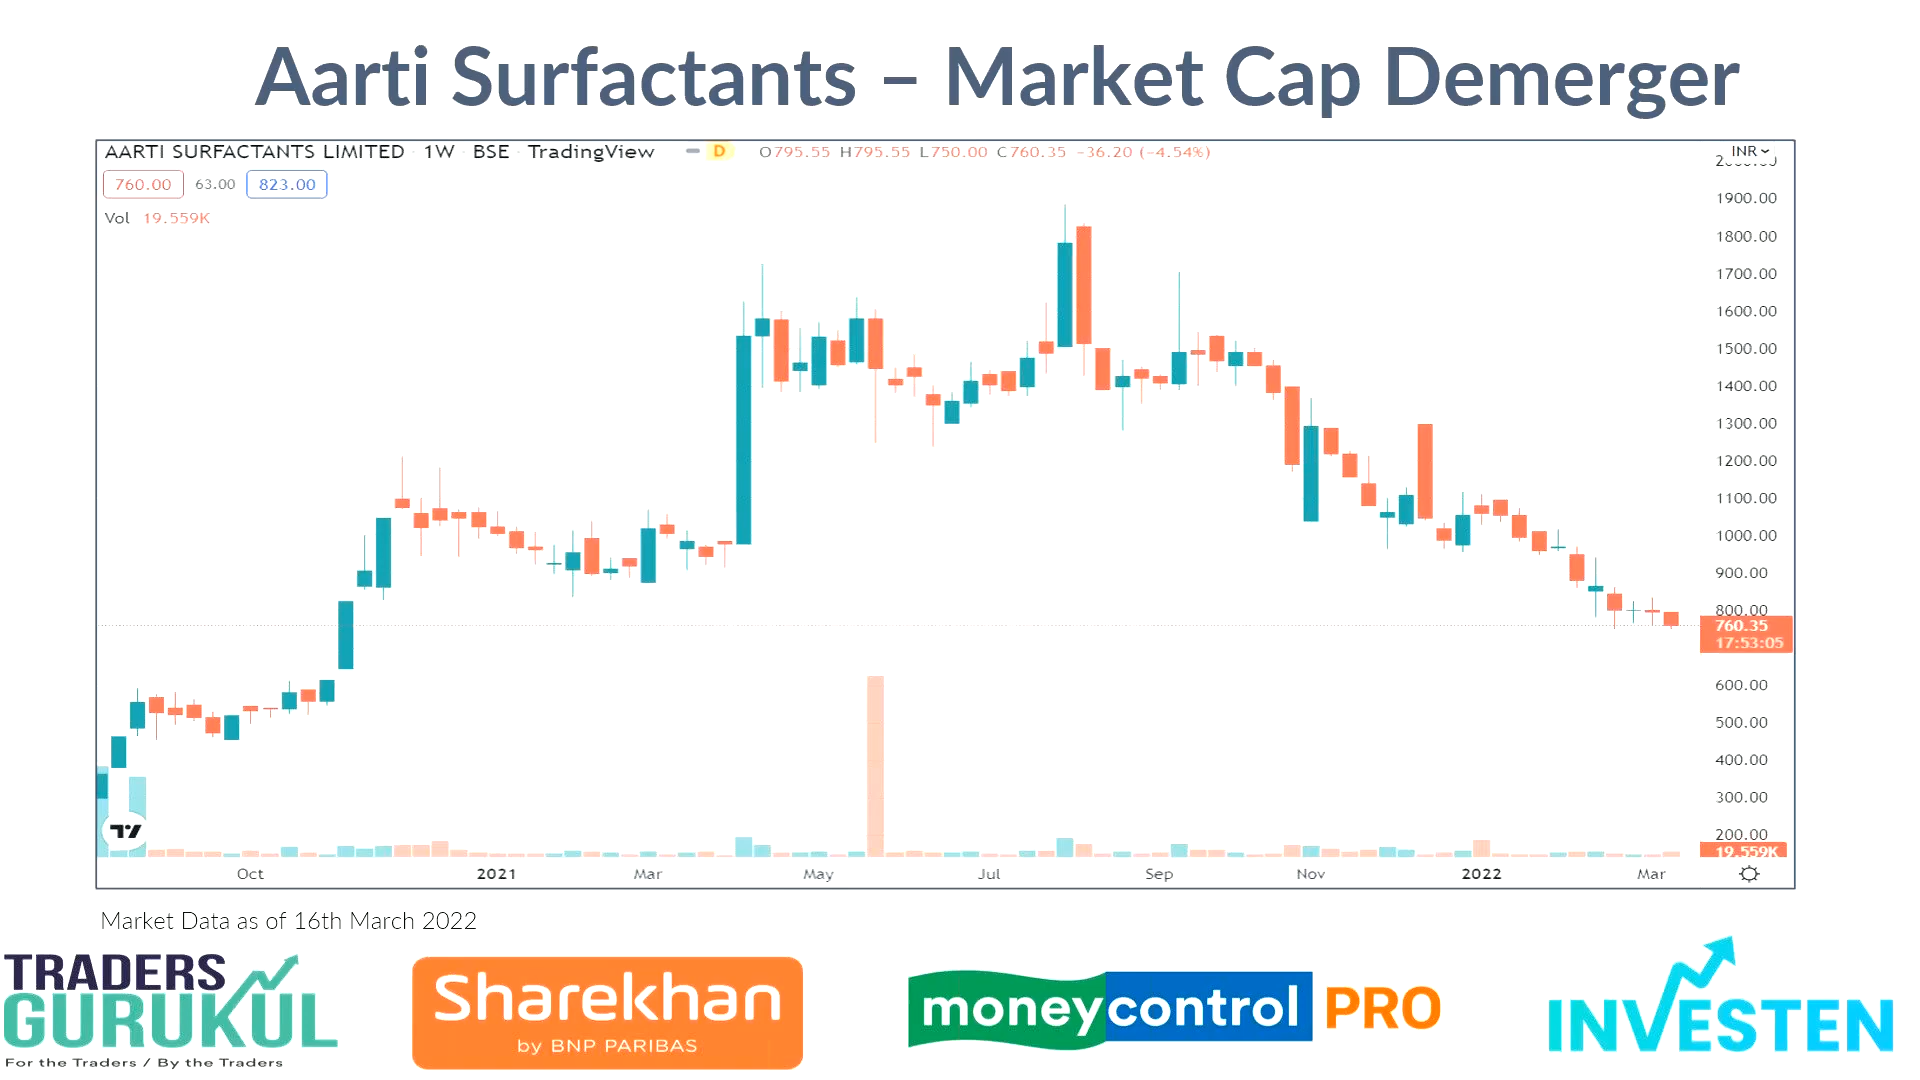 Aarti Surfactants – Market Cap Demerger
AARTI SURFACTANTS LIMITED · 1W · BSE · TradingView D O795.55 H795.55 L750.00 C760.35 −36.20 (−4.54%)
760.00 63.00 823.00
Vol 19.559K
INR
1900.00
1800.00
1700.00
1600.00
1500.00
1400.00
1300.00
1200.00
1100.00
1000.00
900.00
800.00
760.35
17:53:05
600.00
500.00
400.00
300.00
200.00
19.559K
Oct 2021 Mar May Jul Sep Nov 2022 Mar
Market Data as of 16th March 2022
TRADERS
GURUKUL
For the Traders / By the Traders
Sharekhan
by BNP PARIBAS
moneycontrol PRO
INVESTEN